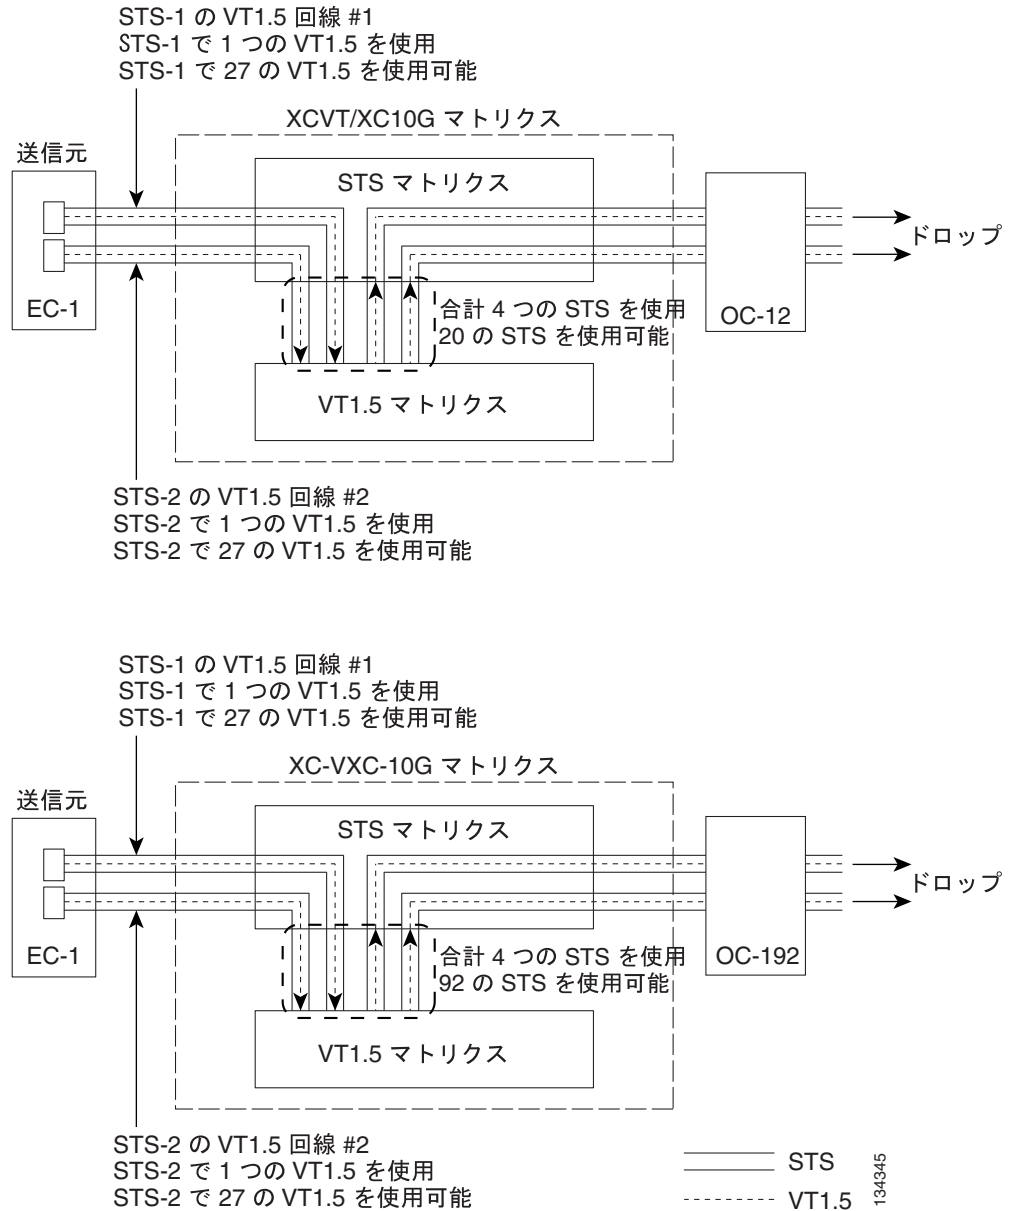 STS-1 の VT1.5 回線 #1
STS-1 で 1 つの VT1.5 を使用
STS-1 で 27 の VT1.5 を使用可能
XCVT/XC10G マトリクス
送信元
STS マトリクス
ドロップ
EC-1
合計 4 つの STS を使用
20 の STS を使用可能
OC-12
VT1.5 マトリクス
STS-2 の VT1.5 回線 #2
STS-2 で 1 つの VT1.5 を使用
STS-2 で 27 の VT1.5 を使用可能
STS-1 の VT1.5 回線 #1
STS-1 で 1 つの VT1.5 を使用
STS-1 で 27 の VT1.5 を使用可能
XC-VXC-10G マトリクス
送信元
STS マトリクス
ドロップ
EC-1
合計 4 つの STS を使用
92 の STS を使用可能
OC-192
VT1.5 マトリクス
STS-2 の VT1.5 回線 #2
STS-2 で 1 つの VT1.5 を使用
STS-2 で 27 の VT1.5 を使用可能
STS
VT1.5
134345